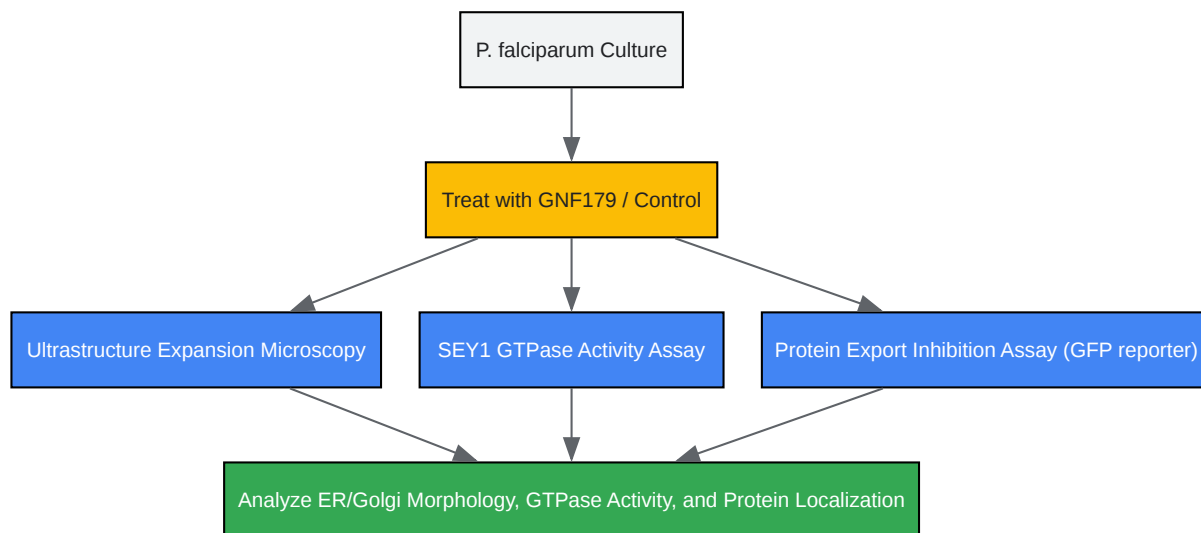 P. falciparum Culture
Treat with GNF179 / Control
Ultrastructure Expansion Microscopy
SEY1 GTPase Activity Assay
Protein Export Inhibition Assay (GFP reporter)
Analyze ER/Golgi Morphology, GTPase Activity, and Protein Localization